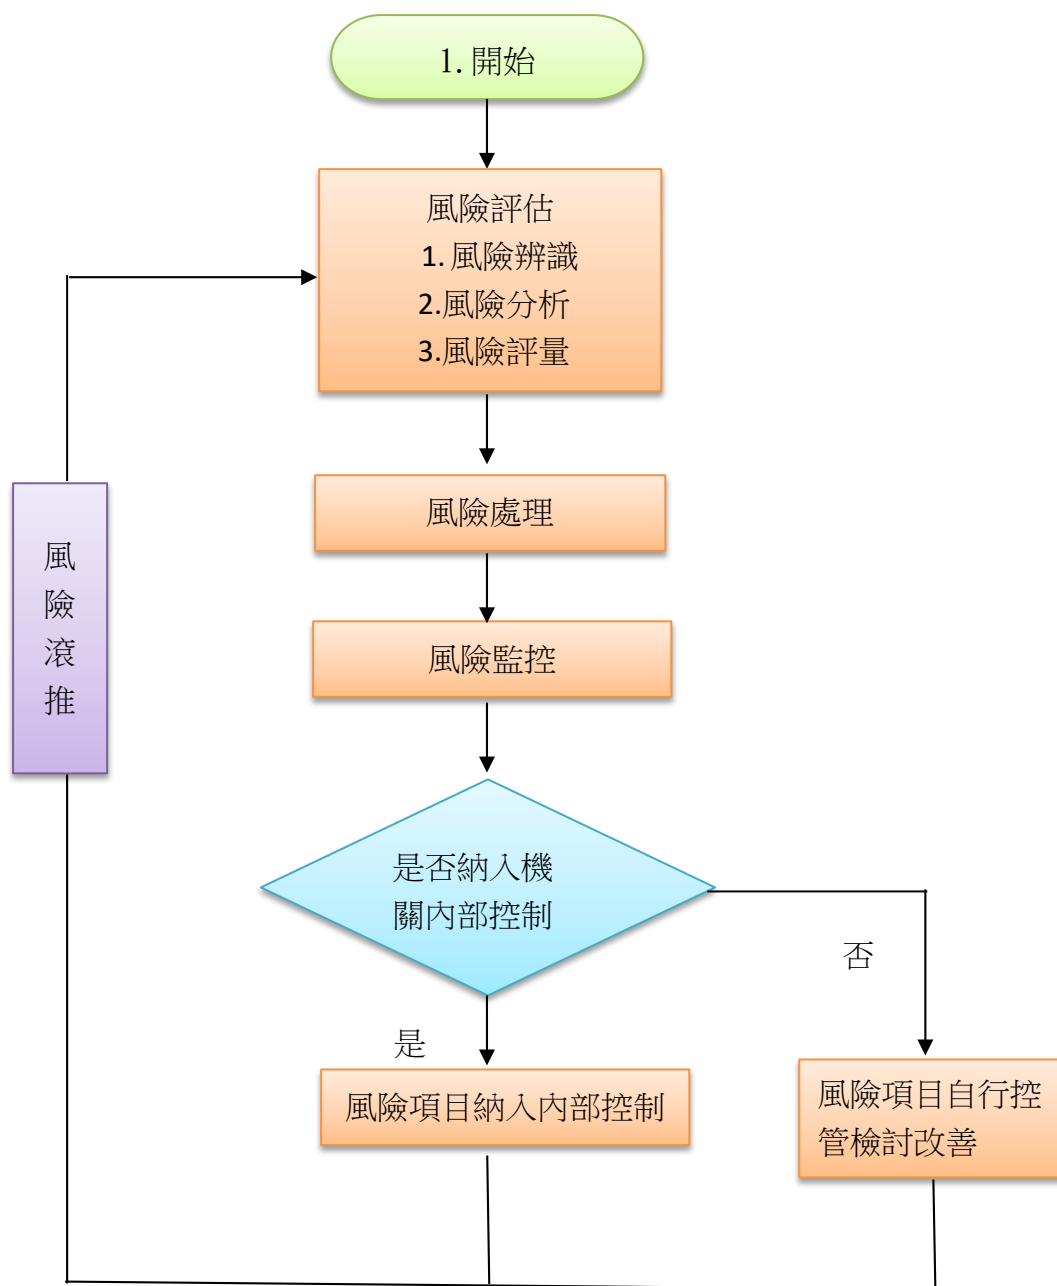 1.開始
風險評估
1.風險辨識
2.風險分析
3.風險評量
風險處理
風
險
滾
推
風險監控
是否納入機
關內部控制
否
是
風險項目納入內部控制
風險項目自行控
管檢討改善